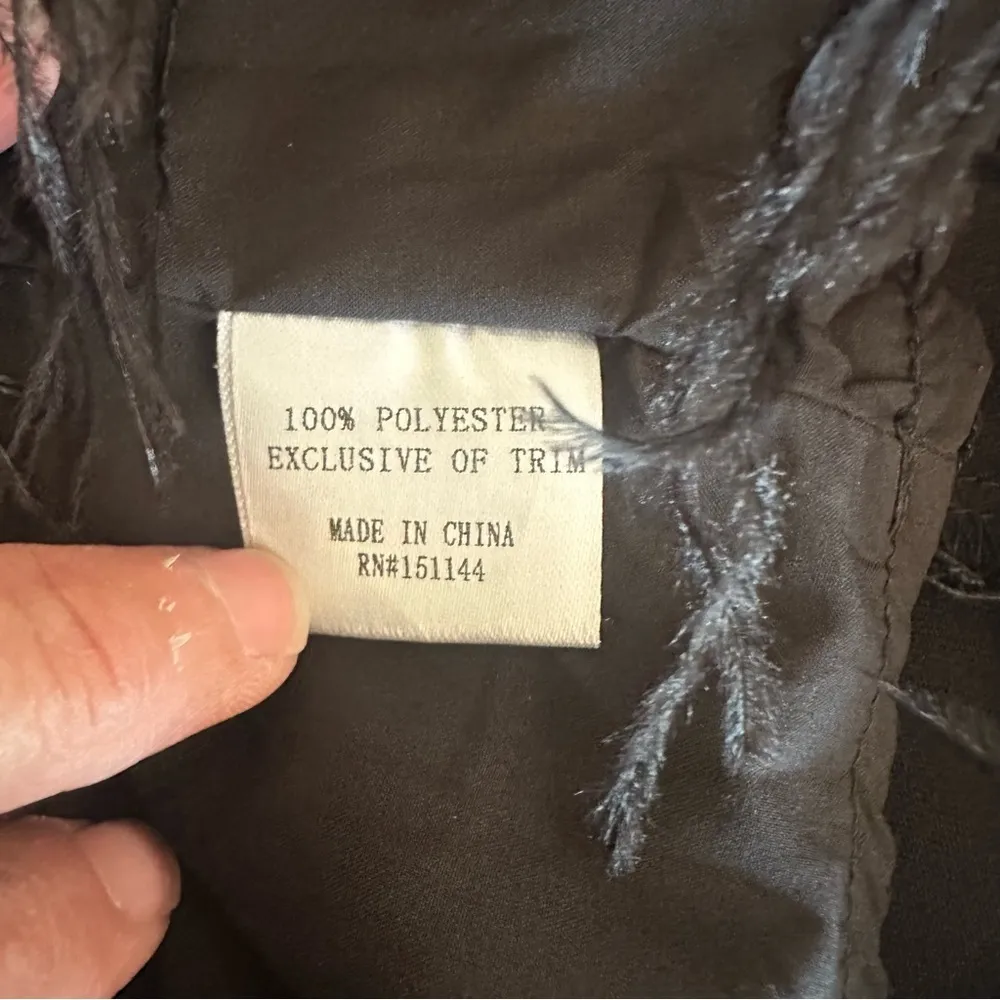 100% POLYESTER
EXCLUSIVE OF TRIM
MADE IN CHINA
RN#151144